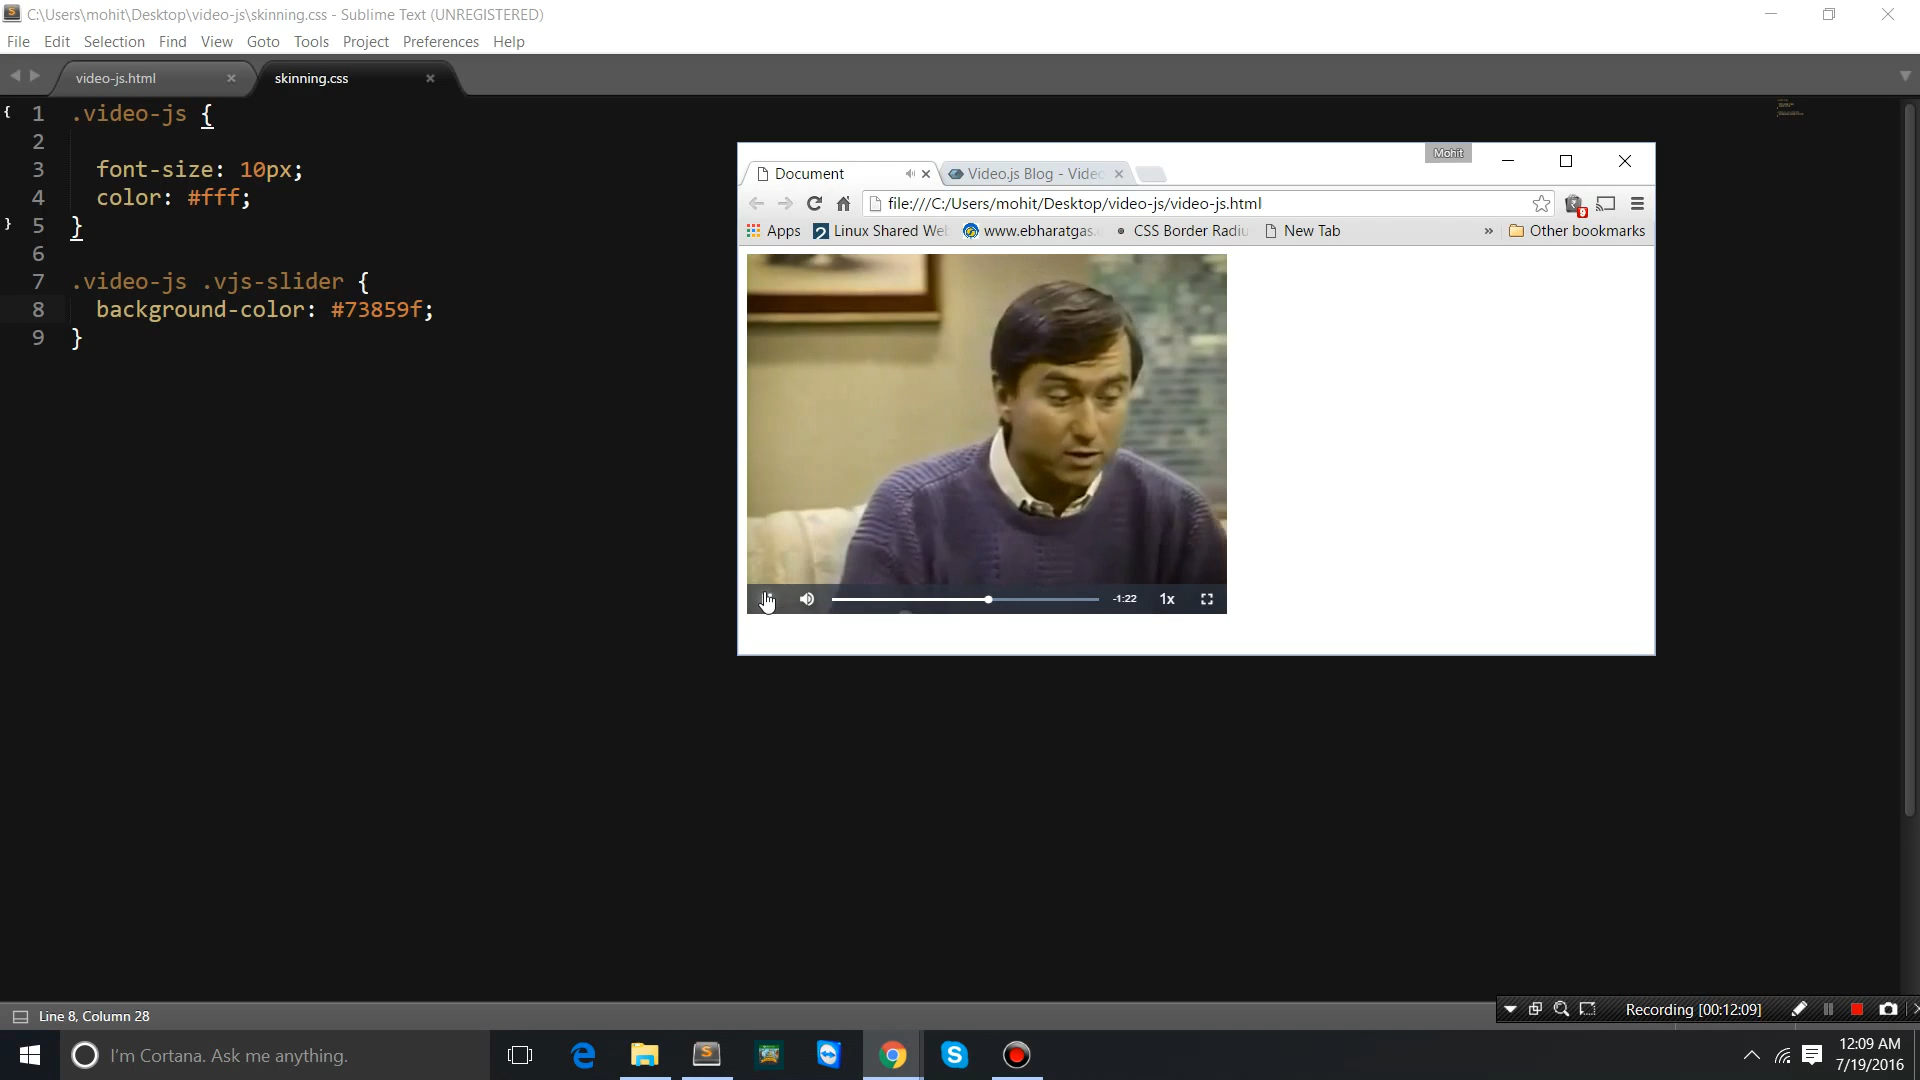 C:\Users\mohit\Desktop\video-js\skinning.css - Sublime Text (UNREGISTERED)
File Edit Selection Find View Goto Tools Project Preferences Help
video-js.html
skinning.css
1 .video-js {
2
3 font-size: 10px;
4 color: #fff;
5 }
6
7 .video-js .vjs-slider {
8 background-color: #73859f;
9 }
Mohit
Document
Video.js Blog - Video
file:///C:/Users/mohit/Desktop/video-js/video-js.html
Apps Linux Shared We www.ebharatgas. CSS Border Radiu New Tab » Other bookmarks
-1:22 1x
Line 8, Column 28
Recording [00:12:09]
I'm Cortana. Ask me anything.
12:09 AM
7/19/2016